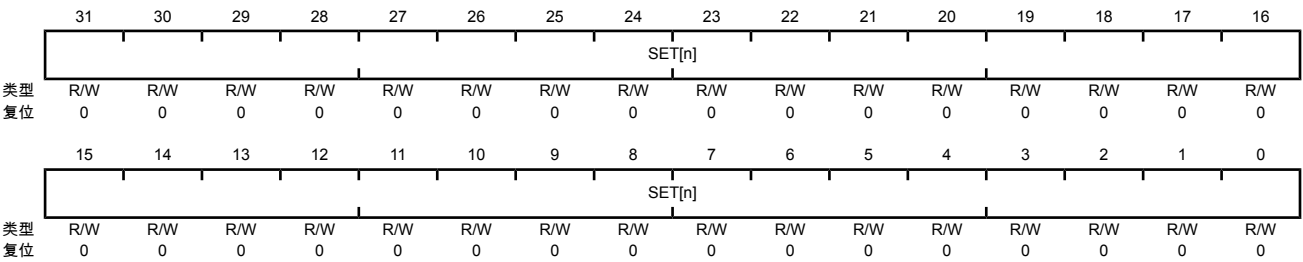 31 30 29 28 27 26 25 24 23 22 21 20 19 18 17 16
SET[n]
类型 R/W R/W R/W R/W R/W R/W R/W R/W R/W R/W R/W R/W R/W R/W R/W R/W
复位 0 0 0 0 0 0 0 0 0 0 0 0 0 0 0 0
15 14 13 12 11 10 9 8 7 6 5 4 3 2 1 0
SET[n]
类型 R/W R/W R/W R/W R/W R/W R/W R/W R/W R/W R/W R/W R/W R/W R/W R/W
复位 0 0 0 0 0 0 0 0 0 0 0 0 0 0 0 0